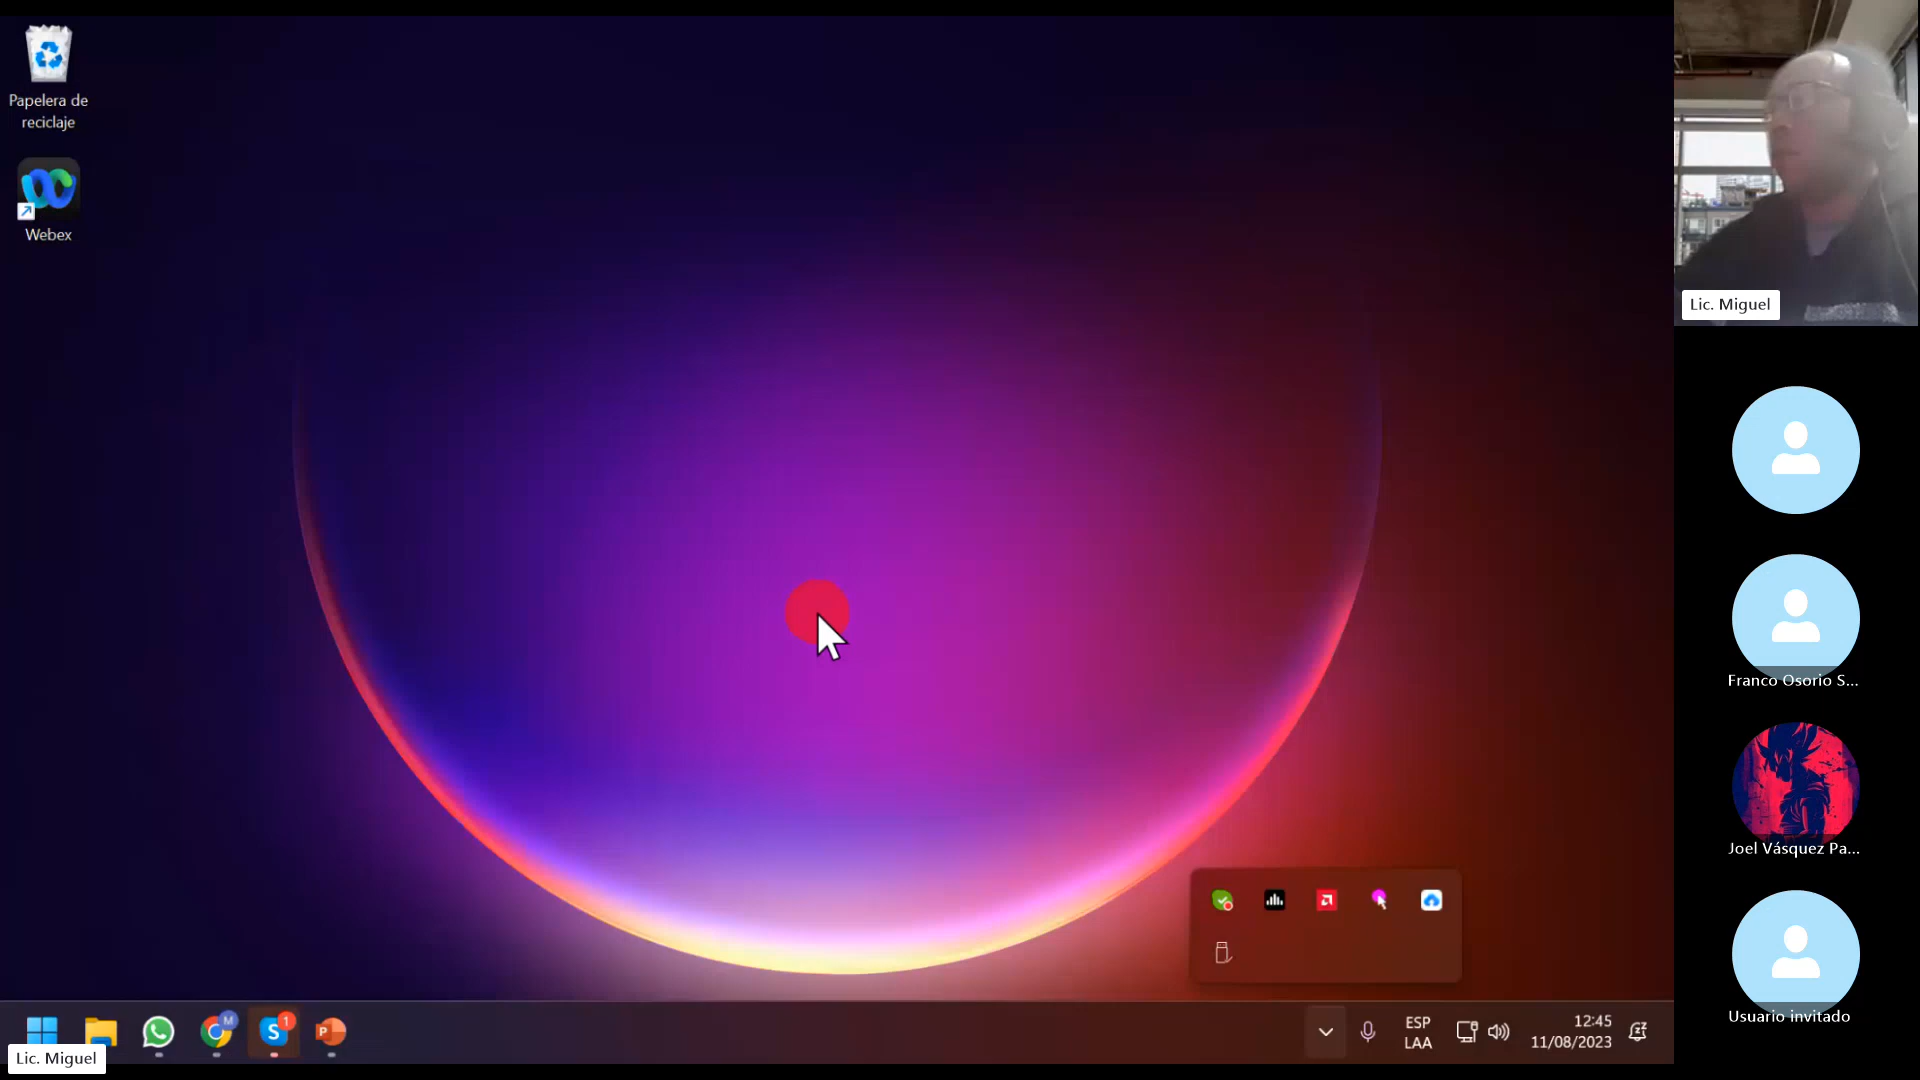 Papelera de
reciclaje
Webex
Lic. Miguel
Franco Osorio S...
Joel Vásquez Pa...
Usuario invitado
M
S
1
P
ESP
LAA
12:45
11/08/2023
Lic. Miguel